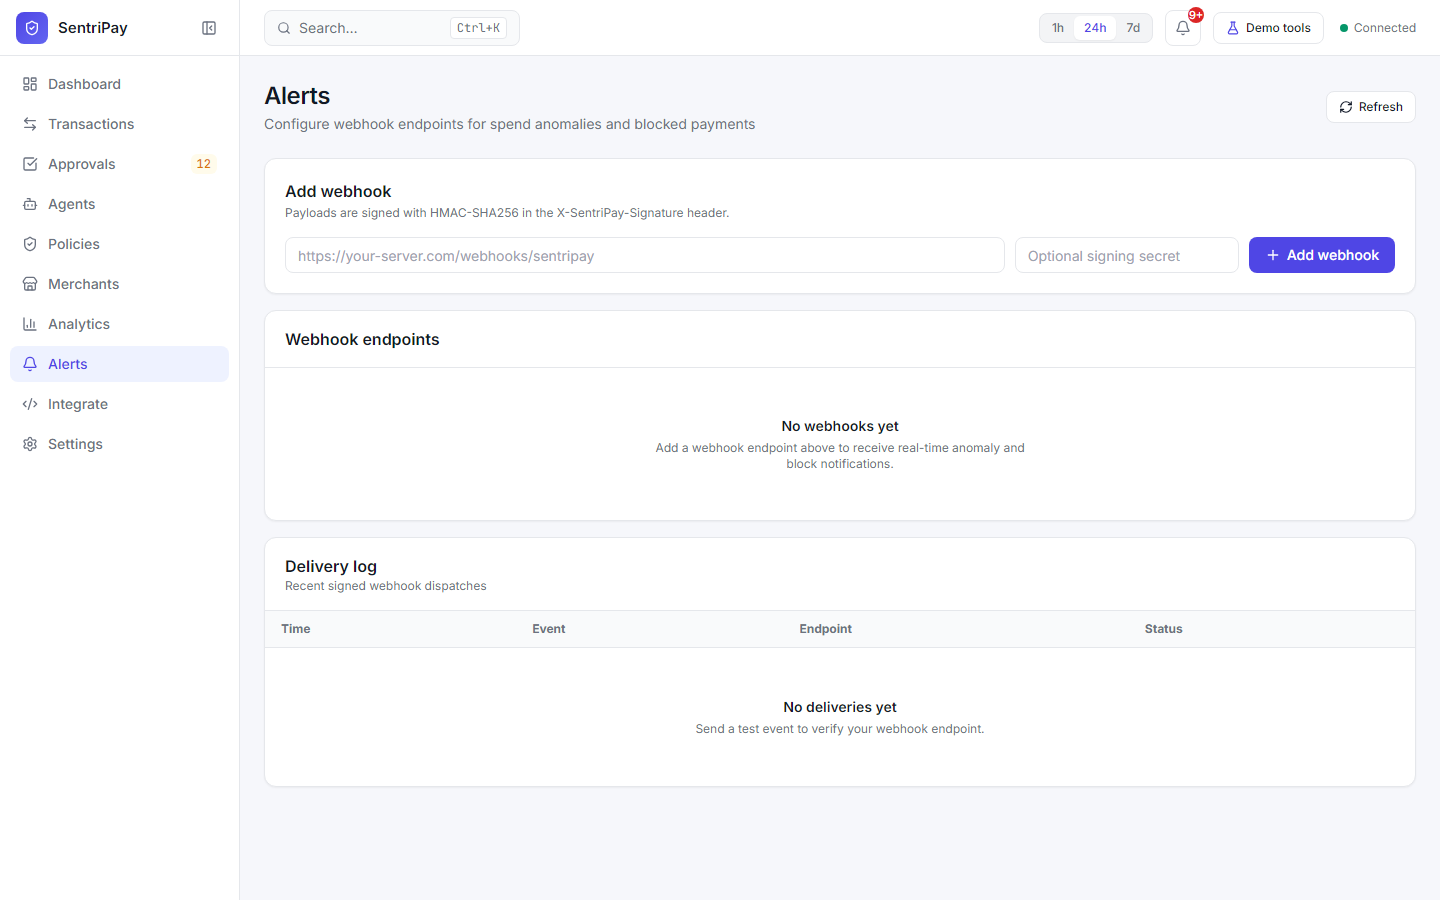 SentriPay
Search...
Ctrl+K
1h
24h
7d
9+
Demo tools
Connected
Dashboard
Transactions
Approvals
12
Agents
Policies
Merchants
Analytics
Alerts
Integrate
Settings
Alerts
Configure webhook endpoints for spend anomalies and blocked payments
Refresh
Add webhook
Payloads are signed with HMAC-SHA256 in the X-SentriPay-Signature header.
https://your-server.com/webhooks/sentripay
Optional signing secret
Add webhook
Webhook endpoints
No webhooks yet
Add a webhook endpoint above to receive real-time anomaly and
block notifications.
Delivery log
Recent signed webhook dispatches
Time
Event
Endpoint
Status
No deliveries yet
Send a test event to verify your webhook endpoint.